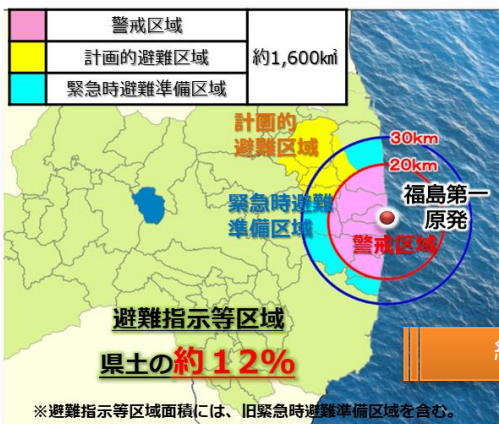 警戒区域
計画的避難区域
緊急時避難準備区域
約1,600㎢
計画的
避難区域
30km
20km
福島第一
原発
緊急時避難
準備区域
警戒区域
避難指示等区域
県土の約12%
※避難指示等区域面積には、旧緊急時避難準備区域を含む。